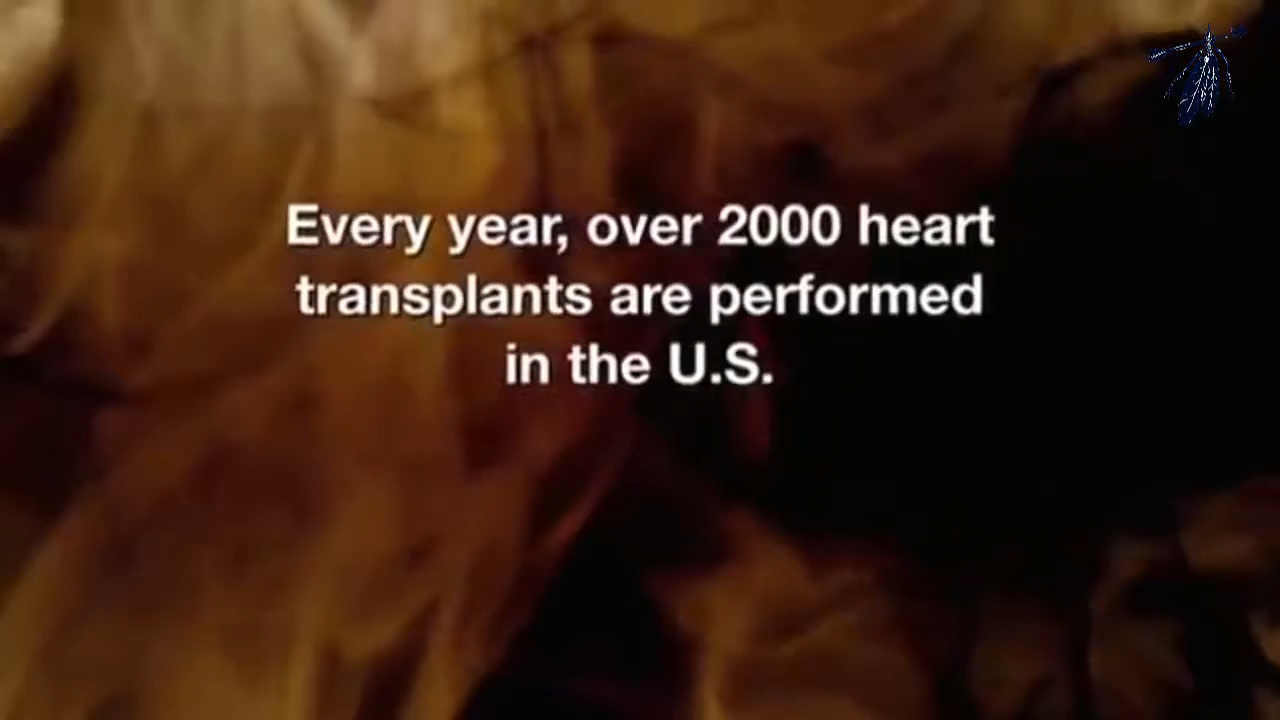 Every year, over 2000 heart
transplants are performed
in the U.S.